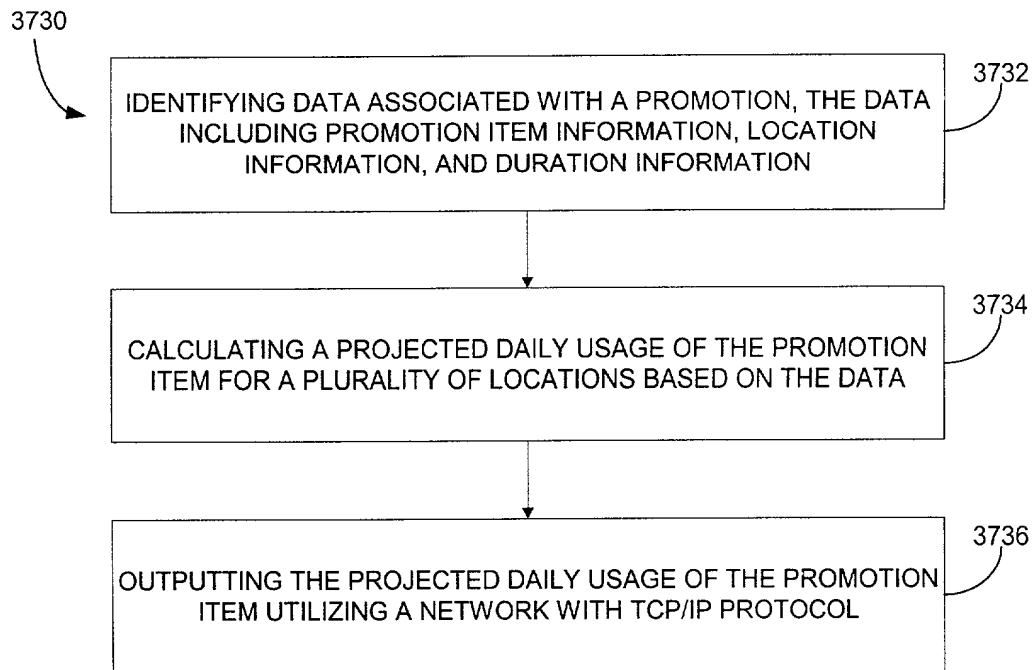 3730
3732
IDENTIFYING DATA ASSOCIATED WITH A PROMOTION, THE DATA
INCLUDING PROMOTION ITEM INFORMATION, LOCATION
INFORMATION, AND DURATION INFORMATION
3734
CALCULATING A PROJECTED DAILY USAGE OF THE PROMOTION
ITEM FOR A PLURALITY OF LOCATIONS BASED ON THE DATA
3736
OUTPUTTING THE PROJECTED DAILY USAGE OF THE PROMOTION
ITEM UTILIZING A NETWORK WITH TCP/IP PROTOCOL